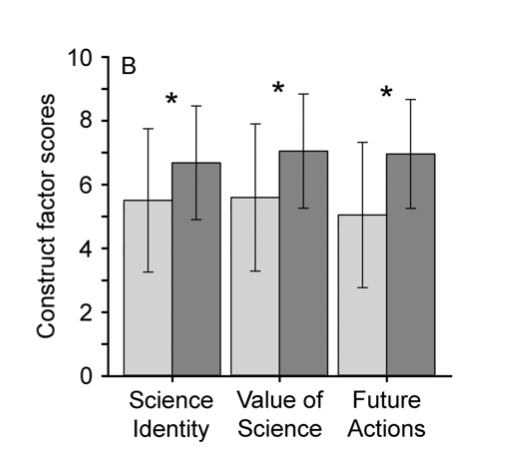 B
Construct factor scores
10
8
6
4
2
0
* * *
Science Identity
Value of Science
Future Actions